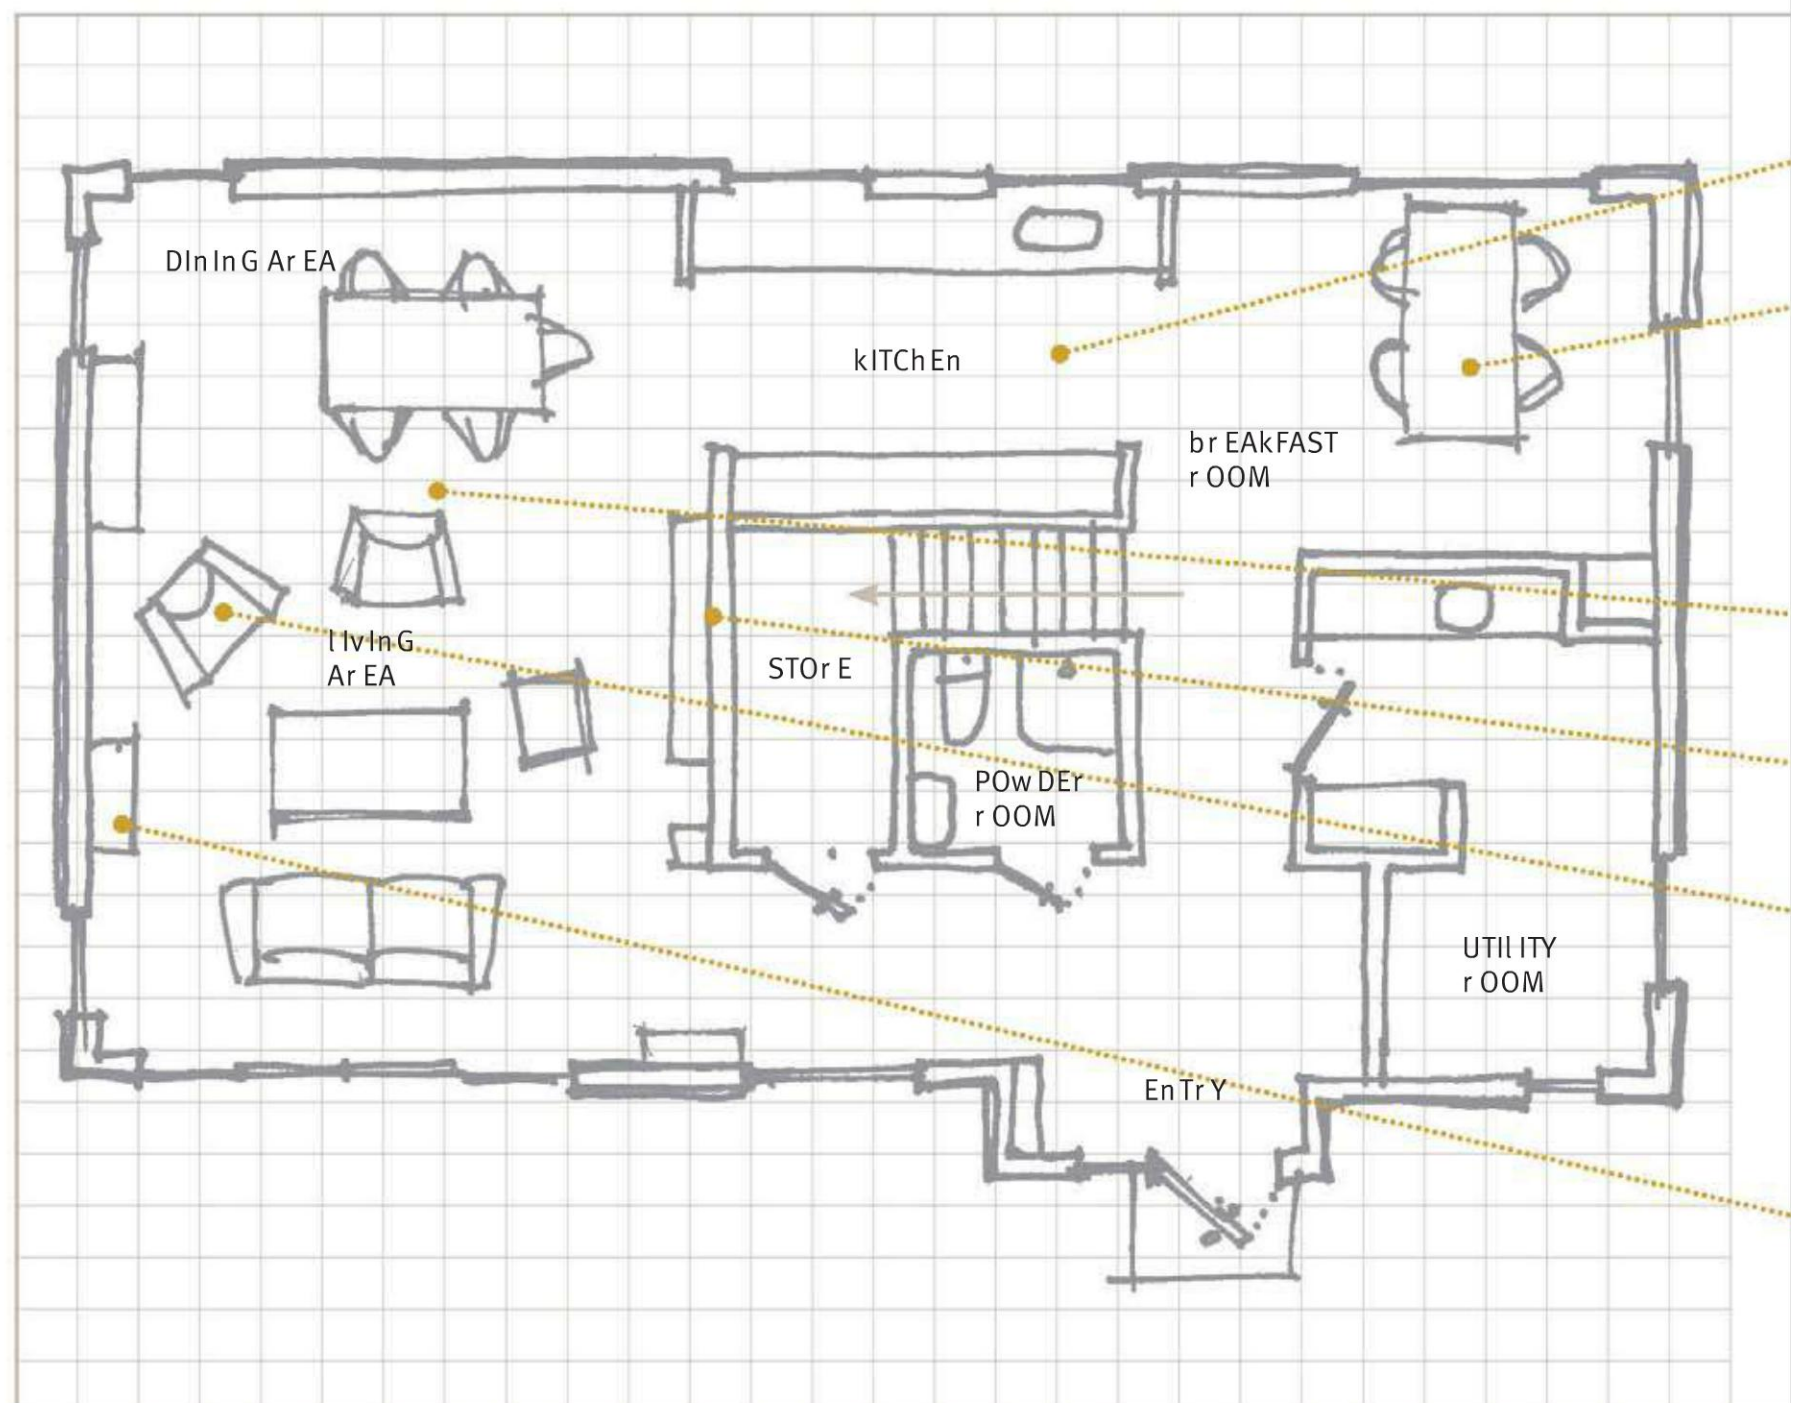 DInInG ArEA
kITChEn
brEAkFAST
rOOM
lIvInG
ArEA
STOrE
POwDEr
rOOM
UTIlITY
rOOM
EnTrY